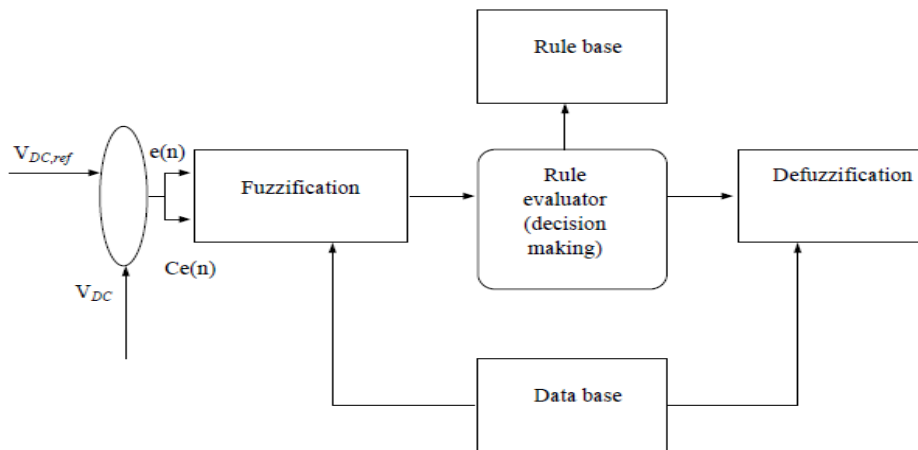 Rule base
V_DC,ref
e(n)
Fuzzification
Rule
evaluator
(decision
making)
Defuzzification
Ce(n)
V_DC
Data base